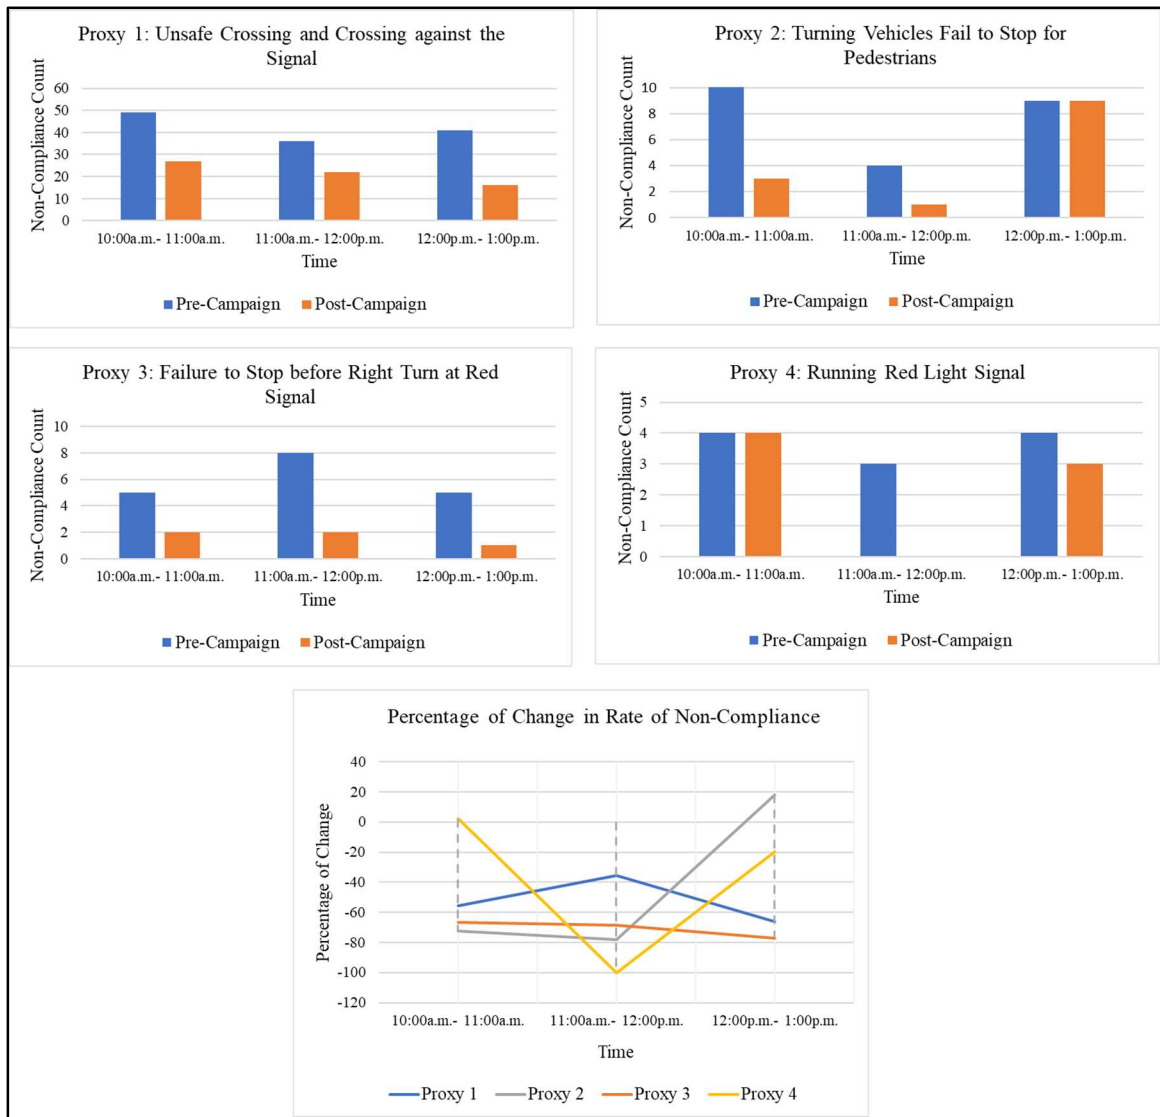 Proxy 1: Unsafe Crossing and Crossing against the
Signal
Non-Compliance Count
60
50
40
30
20
10
0
10:00a.m.- 11:00a.m.
11:00a.m.- 12:00p.m.
12:00p.m.- 1:00p.m.
Time
Pre-Campaign
Post-Campaign
Proxy 2: Turning Vehicles Fail to Stop for
Pedestrians
Non-Compliance Count
10
8
6
4
2
0
10:00a.m.- 11:00a.m.
11:00a.m.- 12:00p.m.
12:00p.m.- 1:00p.m.
Time
Pre-Campaign
Post-Campaign
Proxy 3: Failure to Stop before Right Turn at Red
Signal
Non-Compliance Count
10
8
6
4
2
0
10:00a.m.- 11:00a.m.
11:00a.m.- 12:00p.m.
12:00p.m.- 1:00p.m.
Time
Pre-Campaign
Post-Campaign
Proxy 4: Running Red Light Signal
Non-Compliance Count
5
4
3
2
1
0
10:00a.m.- 11:00a.m.
11:00a.m.- 12:00p.m.
12:00p.m.- 1:00p.m.
Time
Pre-Campaign
Post-Campaign
Percentage of Change in Rate of Non-Compliance
Percentage of Change
40
20
0
-20
-40
-60
-80
-100
-120
10:00a.m.- 11:00a.m.
11:00a.m.- 12:00p.m.
12:00p.m.- 1:00p.m.
Time
Proxy 1
Proxy 2
Proxy 3
Proxy 4